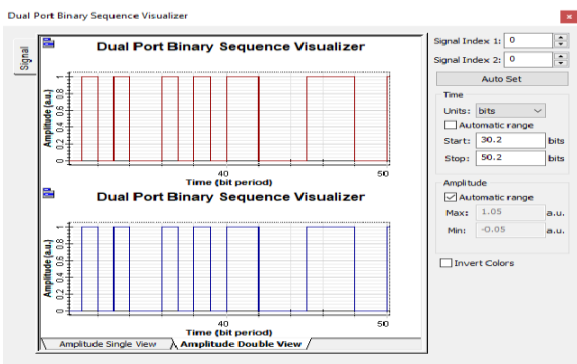 Dual Port Binary Sequence Visualizer
Signal
Dual Port Binary Sequence Visualizer
Amplitude (a.u.)
0 0.2 0.4 0.6 0.8 1
40 50
Time (bit period)
Dual Port Binary Sequence Visualizer
Amplitude (a.u.)
0 0.2 0.4 0.6 0.8 1
40 50
Time (bit period)
Amplitude Single View Amplitude Double View
Signal Index 1: 0
Signal Index 2: 0
Auto Set
Time
Units: bits
Automatic range
Start: 30.2 bits
Stop: 50.2 bits
Amplitude
Automatic range
Max: 1.05 a.u.
Min: -0.05 a.u.
Invert Colors